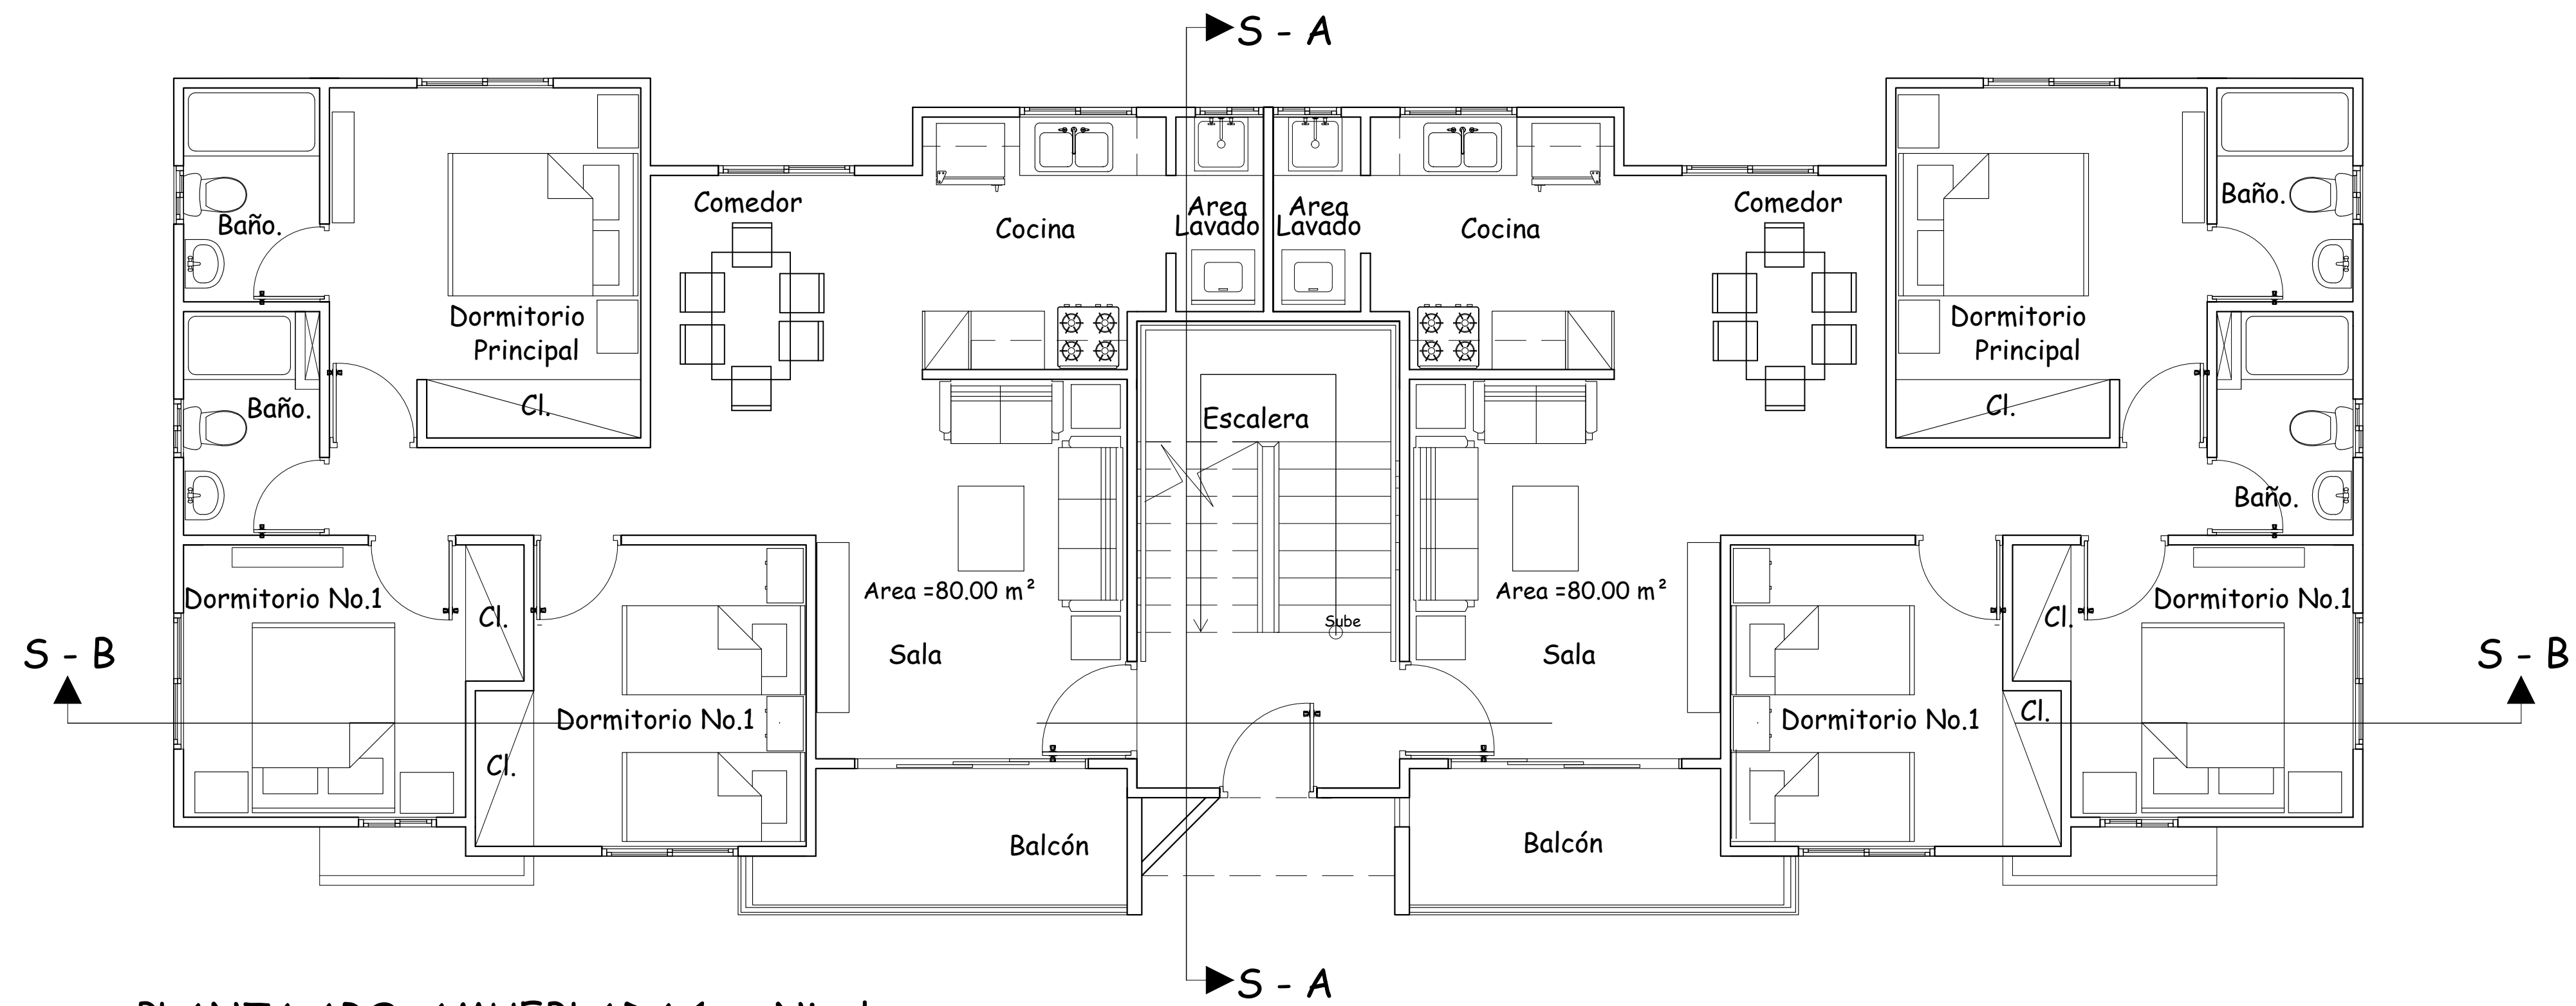 S - A
Comedor
Cocina
Area
Lavado
Area
Lavado
Cocina
Comedor
Baño.
Baño.
Dormitorio
Principal
Dormitorio
Principal
Baño.
Cl.
Escalera
Cl.
Baño.
Dormitorio No.1
Cl.
Area =80.00 m²
Sube
Area =80.00 m²
Cl.
Dormitorio No.1
S - B
Sala
Sala
S - B
Dormitorio No.1
Dormitorio No.1
Cl.
Cl.
Balcón
Balcón
S - A